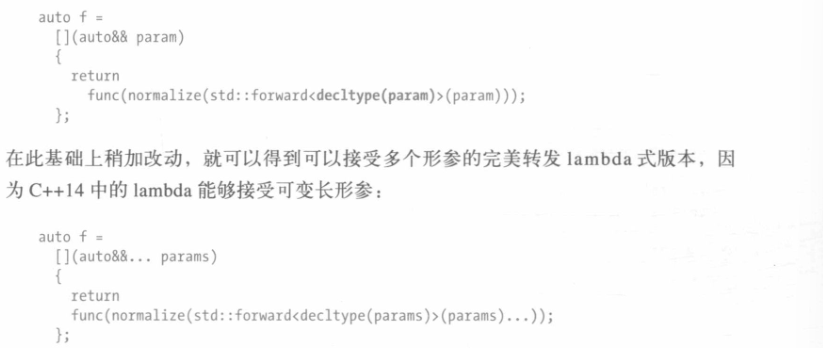 auto f =
[](auto&& param)
{
return
func(normalize(std::forward<decltype(param)>(param)));
};
在此基础上稍加改动，就可以得到可以接受多个形参的完美转发 lambda 式版本，因
为 C++14 中的 lambda 能够接受可变长形参：
auto f =
[](auto&&... params)
{
return
func(normalize(std::forward<decltype(params)>(params)...));
};